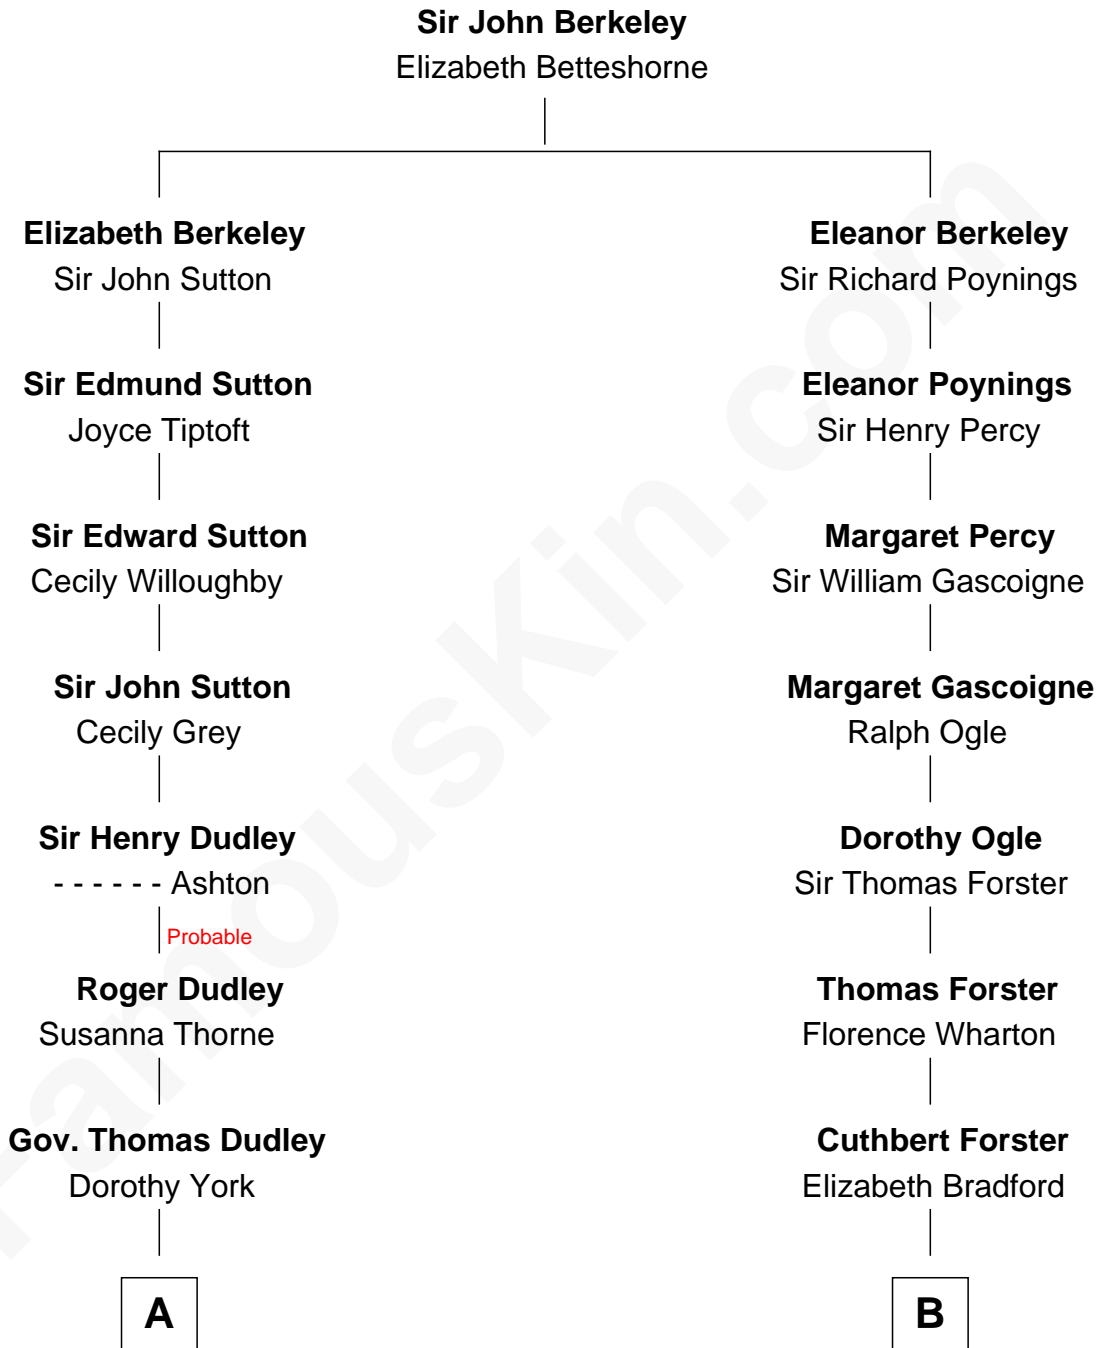 Sir John Berkeley
Elizabeth Betteshorne
Elizabeth Berkeley
Sir John Sutton
Eleanor Berkeley
Sir Richard Poynings
Sir Edmund Sutton
Joyce Tiptoft
Eleanor Poynings
Sir Henry Percy
Sir Edward Sutton
Cecily Willoughby
Margaret Percy
Sir William Gascoigne
Sir John Sutton
Cecily Grey
Margaret Gascoigne
Ralph Ogle
Sir Henry Dudley
- - - - - - Ashton
Dorothy Ogle
Sir Thomas Forster
Probable
Roger Dudley
Susanna Thorne
Thomas Forster
Florence Wharton
Gov. Thomas Dudley
Dorothy York
Cuthbert Forster
Elizabeth Bradford
A
B
FamousKin.com